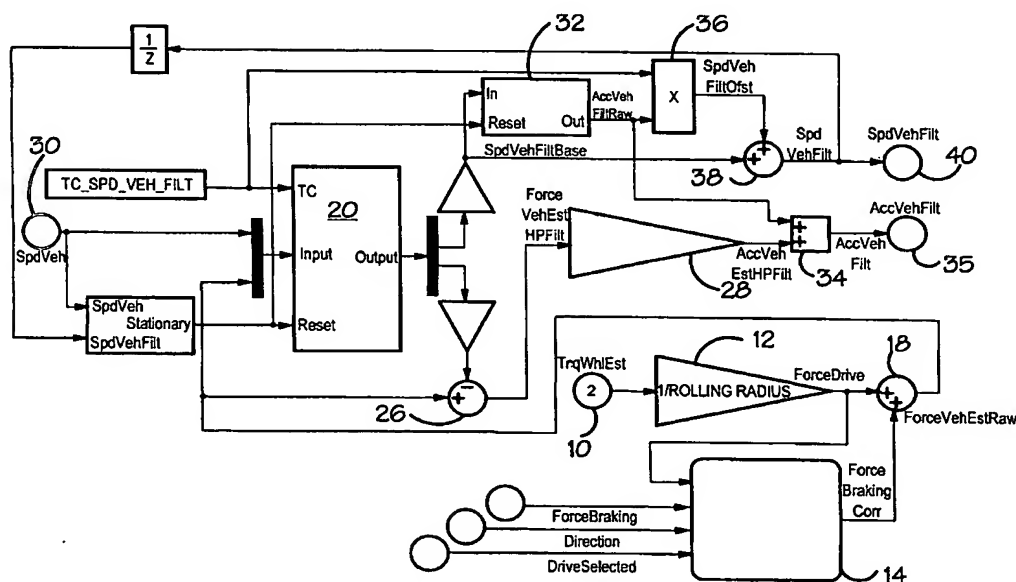 32
36
1
Z
In
Reset
Out
AccVeh
FiltRaw
X
SpdVeh
FiltOfst
30
TC_SPD_VEH_FILT
SpdVeh
20
TC
Input
Output
Reset
SpdVehFiltBase
+
+
38
Spd
VehFilt
SpdVehFilt
40
SpdVeh
Stationary
SpdVehFilt
Force
VehEst
HPFilt
28
AccVeh
EstHPFilt
+
+
34
AccVehFilt
AccVeh
Filt
35
+
−
26
TrqWhlEst
2
10
12
1/ROLLING RADIUS
ForceDrive
18
+
+
ForceVehEstRaw
Force
Braking
Corr
ForceBraking
Direction
DriveSelected
14